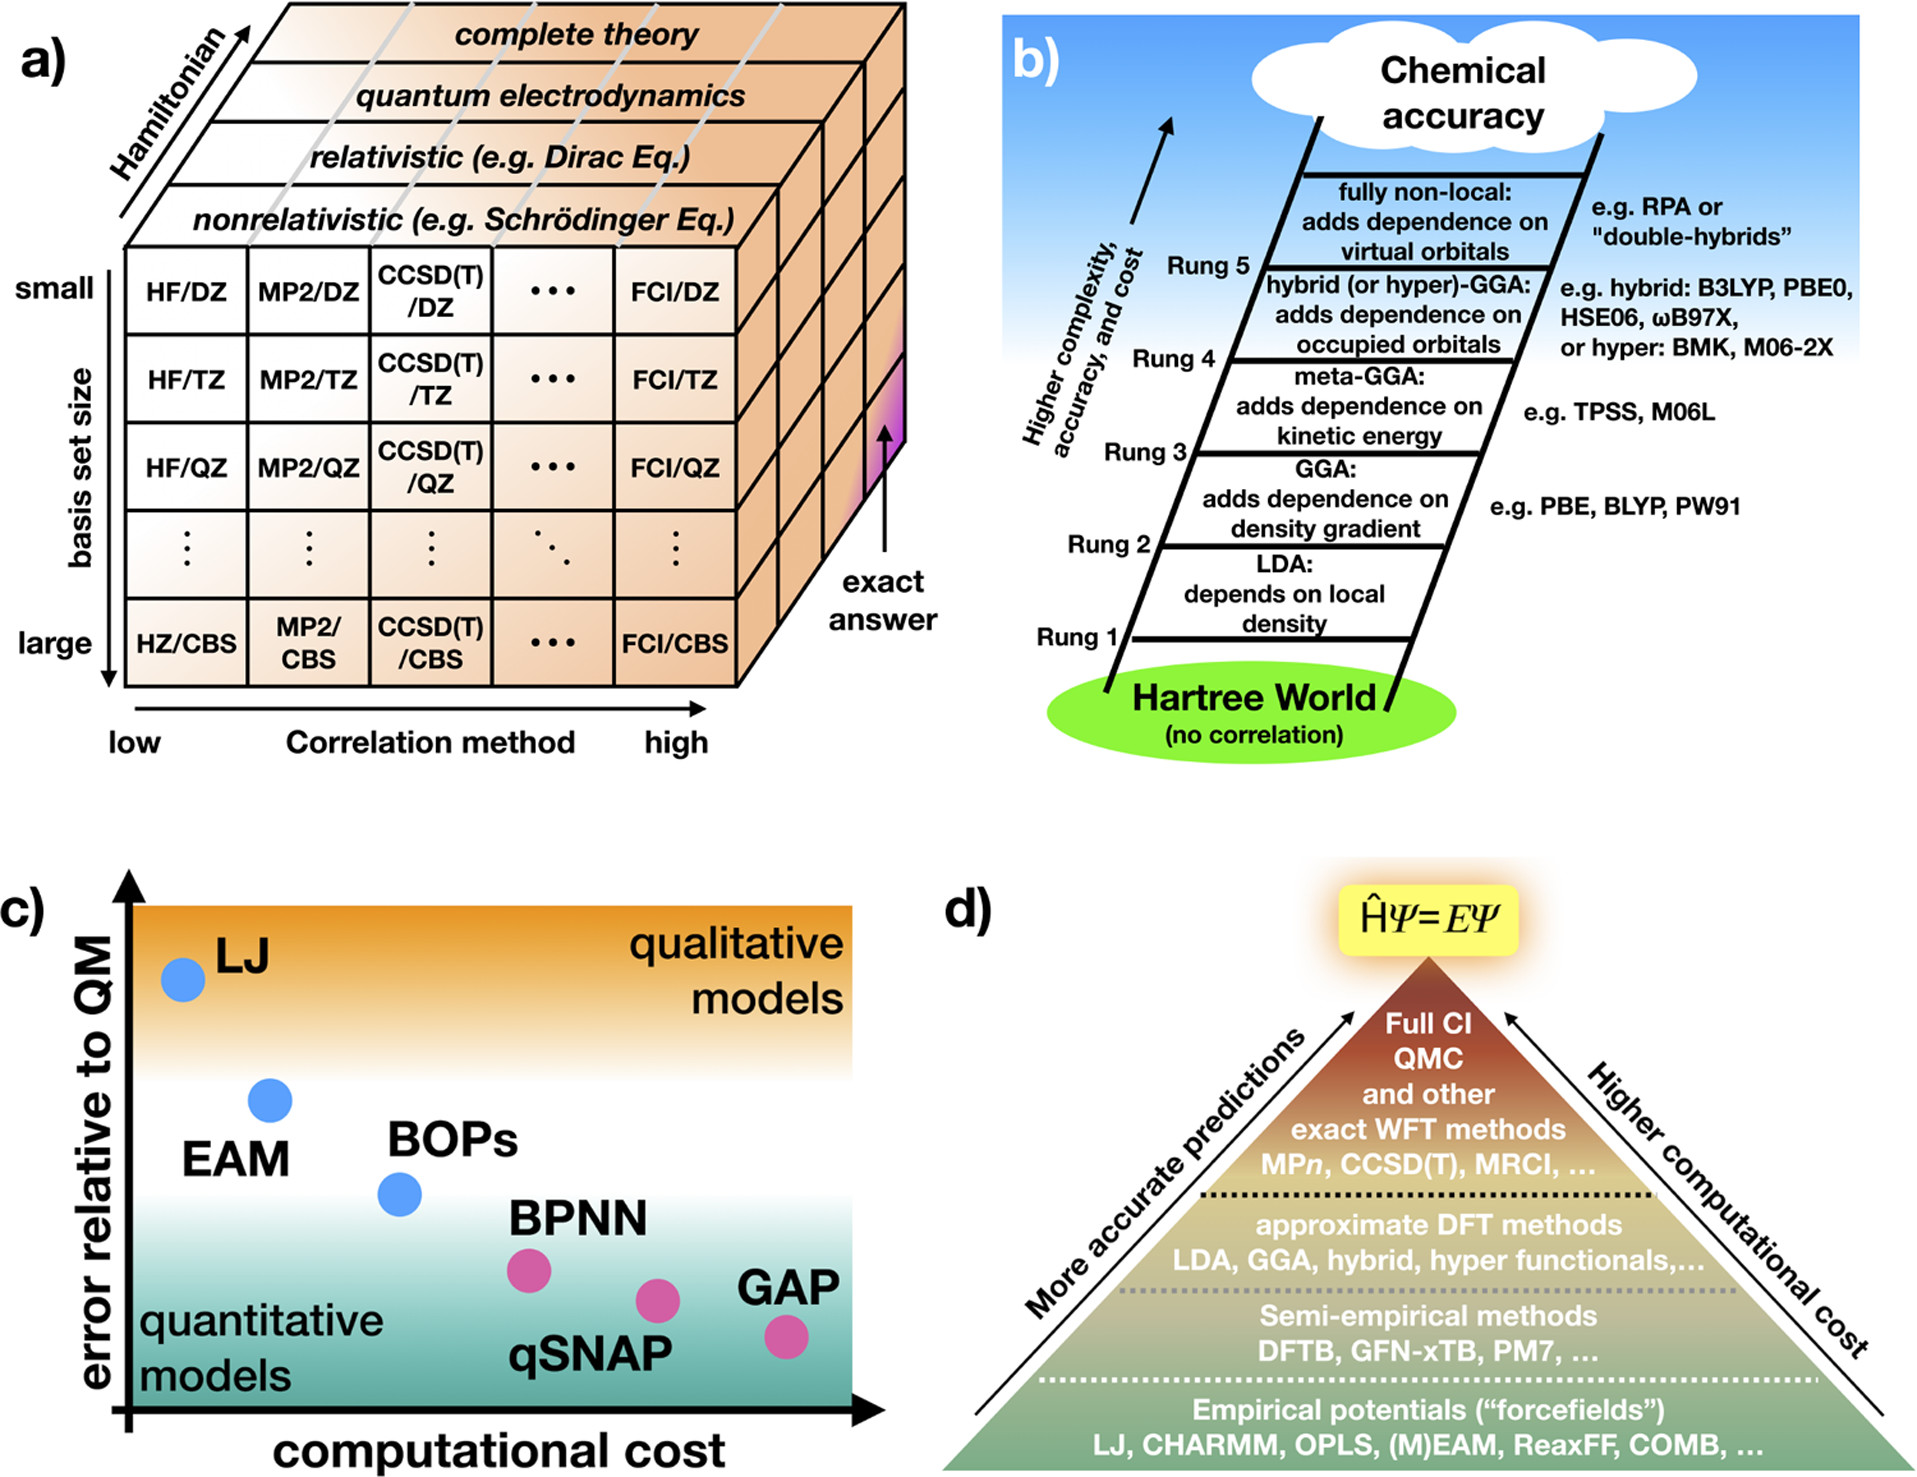 a)
Hamiltonian
complete theory
quantum electrodynamics
relativistic (e.g. Dirac Eq.)
nonrelativistic (e.g. Schrödinger Eq.)
small
basis set size
large
HF/DZ
MP2/DZ
CCSD(T)
/DZ
• • •
FCI/DZ
HF/TZ
MP2/TZ
CCSD(T)
/TZ
• • •
FCI/TZ
HF/QZ
MP2/QZ
CCSD(T)
/QZ
• • •
FCI/QZ
HZ/CBS
MP2/
CBS
CCSD(T)
/CBS
• • •
FCI/CBS
exact
answer
low
Correlation method
high
b)
Chemical
accuracy
Higher complexity,
accuracy, and cost
fully non-local:
adds dependence on
virtual orbitals
e.g. RPA or
"double-hybrids”
Rung 5
hybrid (or hyper)-GGA:
adds dependence on
occupied orbitals
e.g. hybrid: B3LYP, PBE0,
HSE06, ωB97X,
or hyper: BMK, M06-2X
Rung 4
meta-GGA:
adds dependence on
kinetic energy
e.g. TPSS, M06L
Rung 3
GGA:
adds dependence on
density gradient
e.g. PBE, BLYP, PW91
Rung 2
LDA:
depends on local
density
Rung 1
Hartree World
(no correlation)
c)
error relative to QM
LJ
qualitative
models
EAM
BOPs
BPNN
qSNAP
GAP
quantitative
models
computational cost
d)
ĤΨ=EΨ
More accurate predictions
Higher computational cost
Full CI
QMC
and other
exact WFT methods
MPn, CCSD(T), MRCI, ...
approximate DFT methods
LDA, GGA, hybrid, hyper functionals,...
Semi-empirical methods
DFTB, GFN-xTB, PM7, ...
Empirical potentials (“forcefields”)
LJ, CHARMM, OPLS, (M)EAM, ReaxFF, COMB, ...